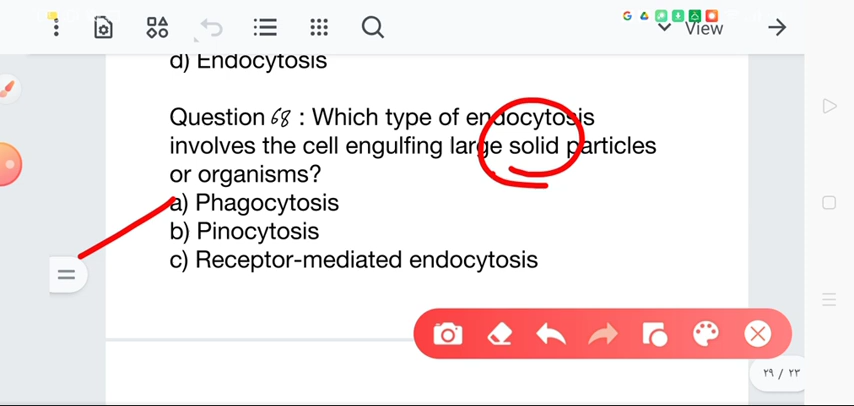 View
d) Endocytosis
Question 68 : Which type of endocytosis
involves the cell engulfing large solid particles
or organisms?
a) Phagocytosis
b) Pinocytosis
c) Receptor-mediated endocytosis
٢٩ / ٢٣